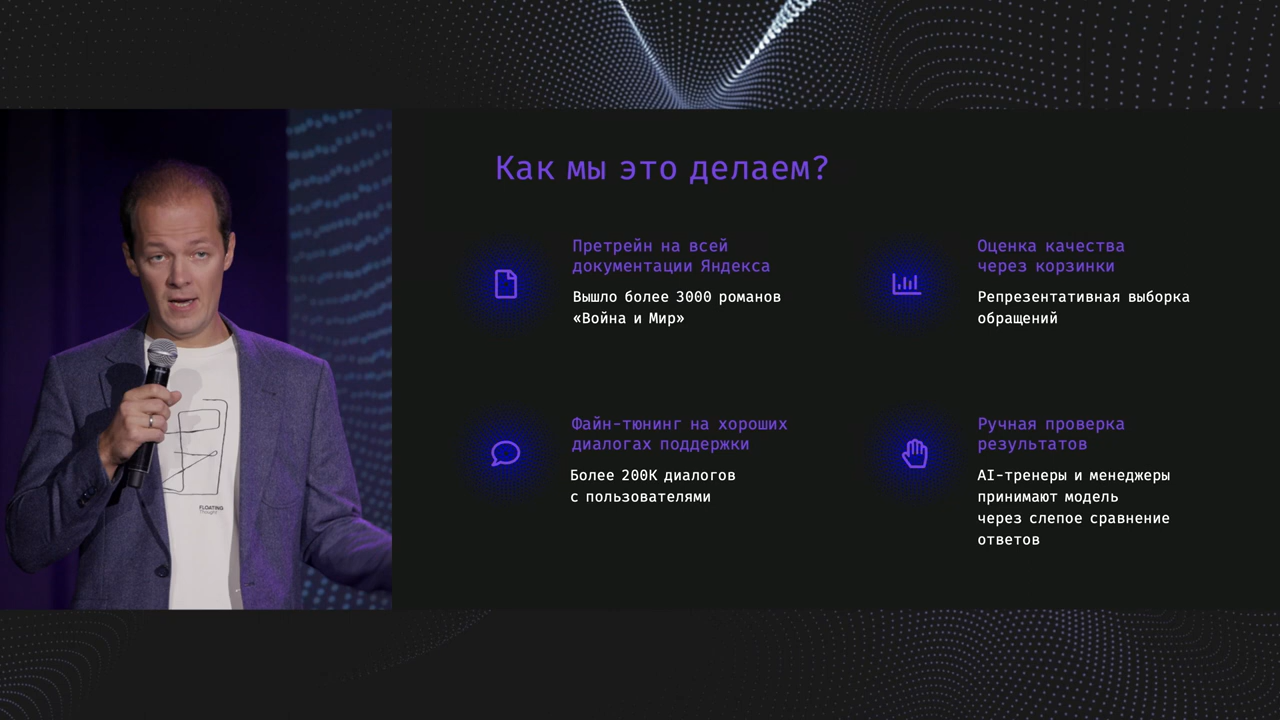 Как мы это делаем?
Претрейн на всей
документации Яндекса
Вышло более 3000 романов
«Война и Мир»
Оценка качества
через корзинки
Репрезентативная выборка
обращений
Файн-тюнинг на хороших
диалогах поддержки
Более 200K диалогов
с пользователями
Ручная проверка
результатов
AI-тренеры и менеджеры
принимают модель
через слепое сравнение
ответов
FLOATING
Thought